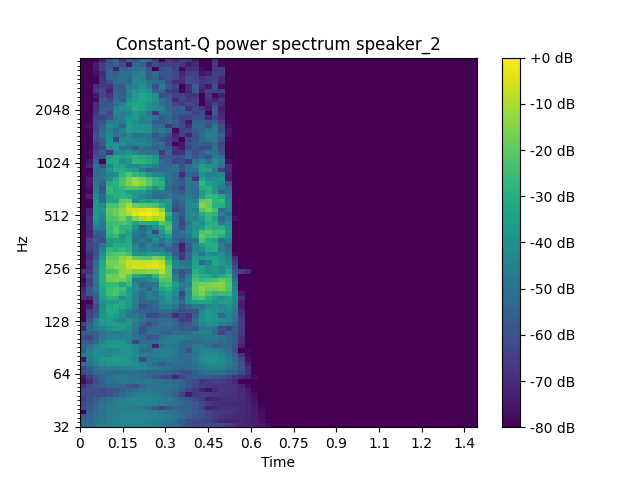 Constant-Q power spectrum speaker_2
+0 dB
2048
-10 dB
1024
-20 dB
512
-30 dB
Hz
-40 dB
256
-50 dB
128
-60 dB
64
-70 dB
32
-80 dB
0 0.15 0.3 0.45 0.6 0.75 0.9 1.1 1.2 1.4
Time